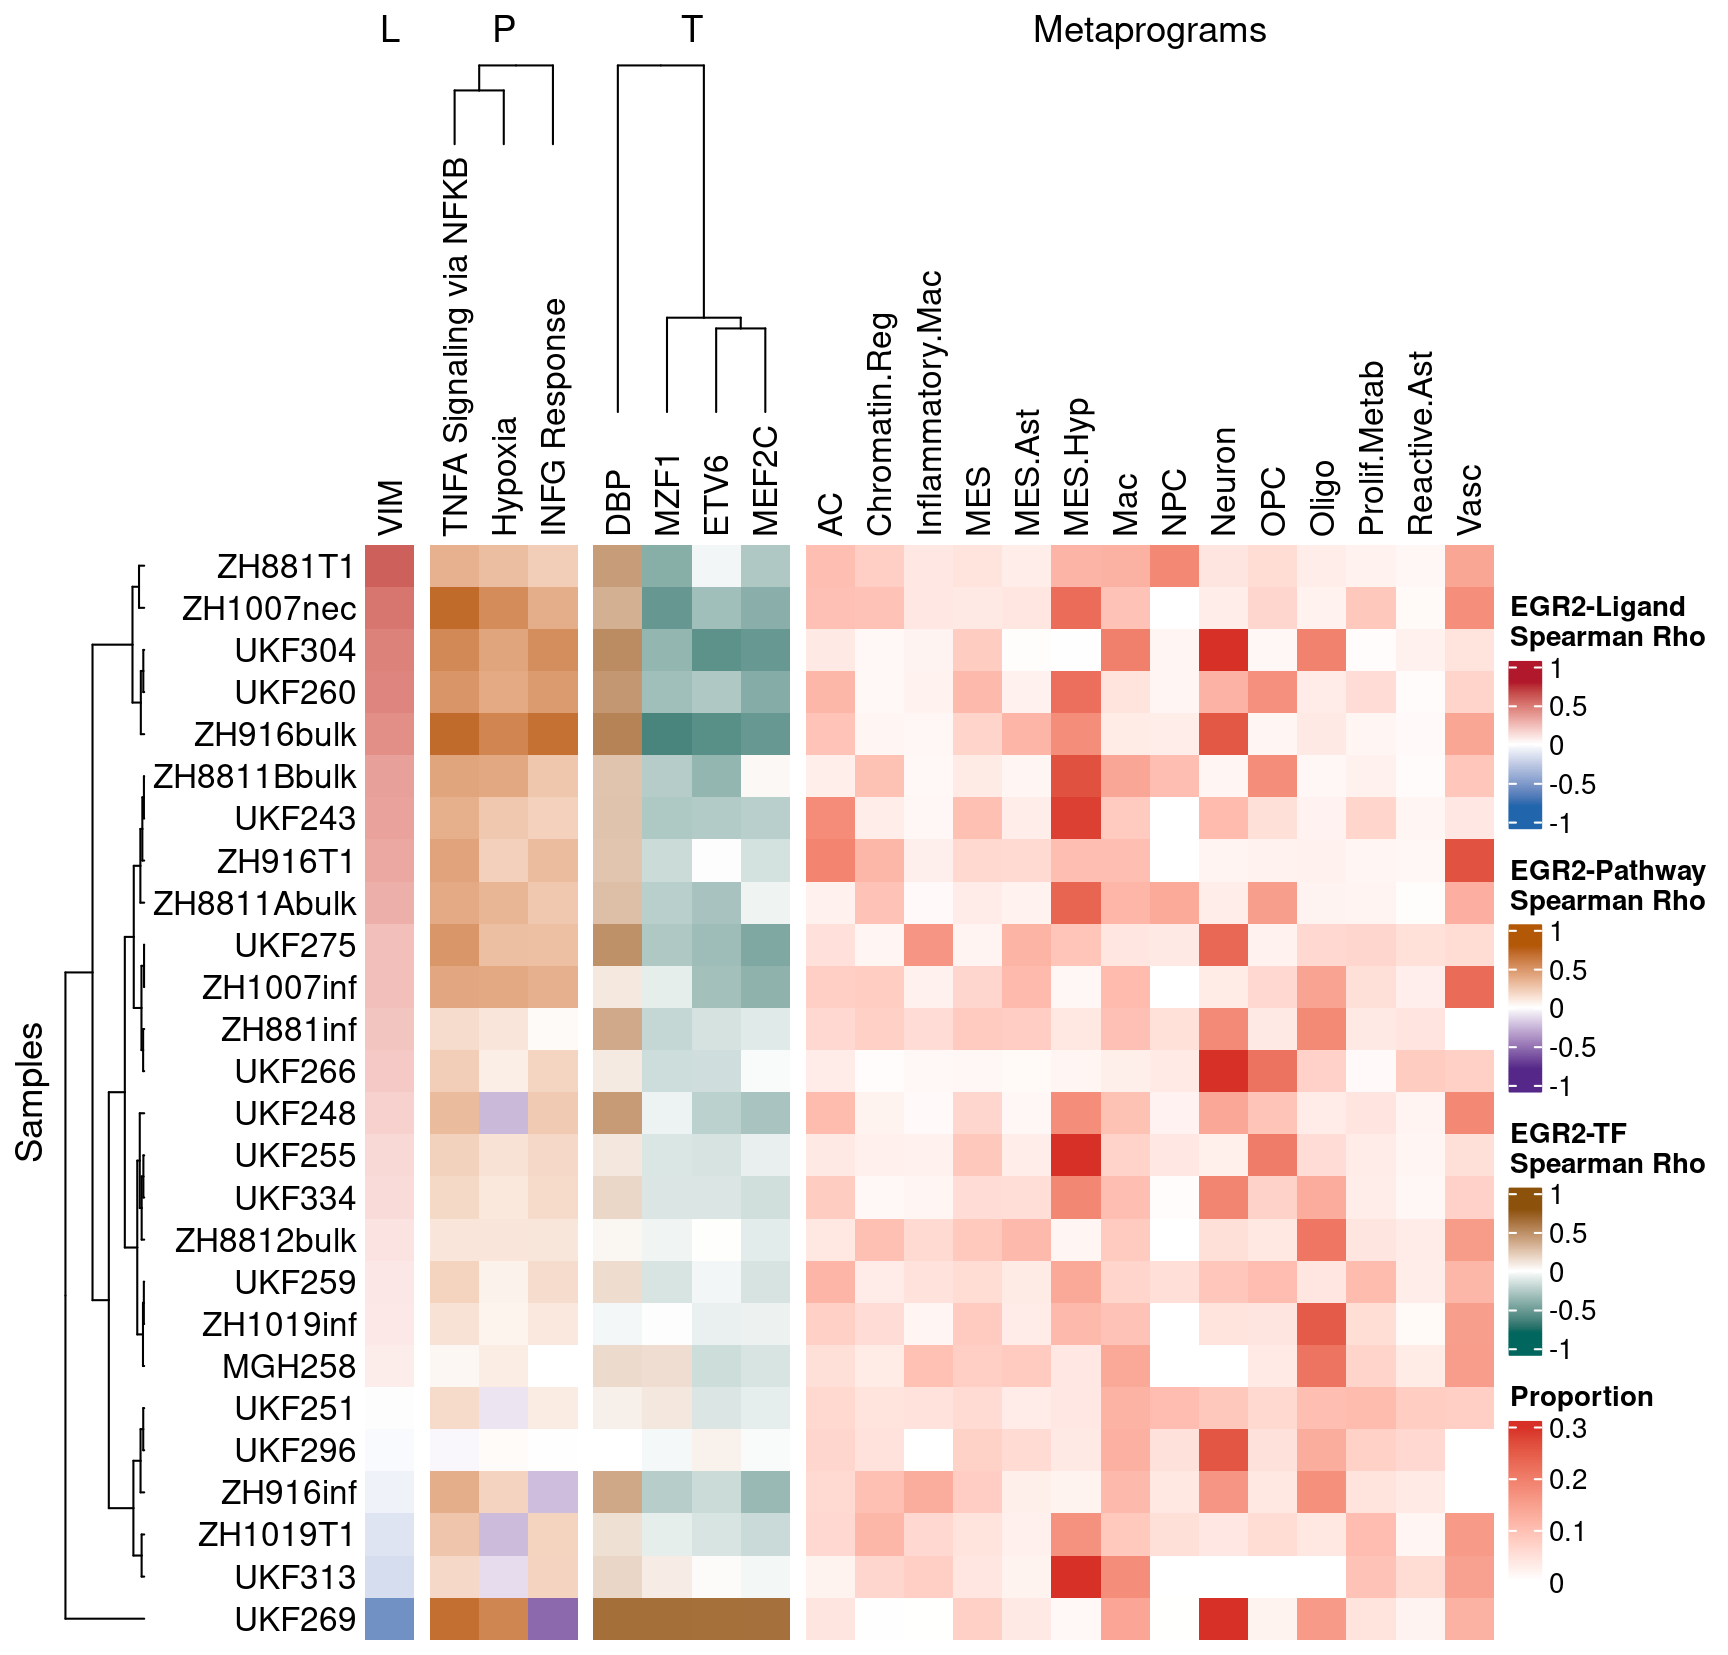 L P T Metaprograms
VIM
TNFA Signaling via NFKB
Hypoxia
INFG Response
DBP
MZF1
ETV6
MEF2C
AC
Chromatin.Reg
Inflammatory.Mac
MES
MES.Ast
MES.Hyp
Mac
NPC
Neuron
OPC
Oligo
Prolif.Metab
Reactive.Ast
Vasc
Samples
ZH881T1
ZH1007nec
UKF304
UKF260
ZH916bulk
ZH8811Bbulk
UKF243
ZH916T1
ZH8811Abulk
UKF275
ZH1007inf
ZH881inf
UKF266
UKF248
UKF255
UKF334
ZH8812bulk
UKF259
ZH1019inf
MGH258
UKF251
UKF296
ZH916inf
ZH1019T1
UKF313
UKF269
EGR2-Ligand
Spearman Rho
1
0.5
0
-0.5
-1
EGR2-Pathway
Spearman Rho
1
0.5
0
-0.5
-1
EGR2-TF
Spearman Rho
1
0.5
0
-0.5
-1
Proportion
0.3
0.2
0.1
0